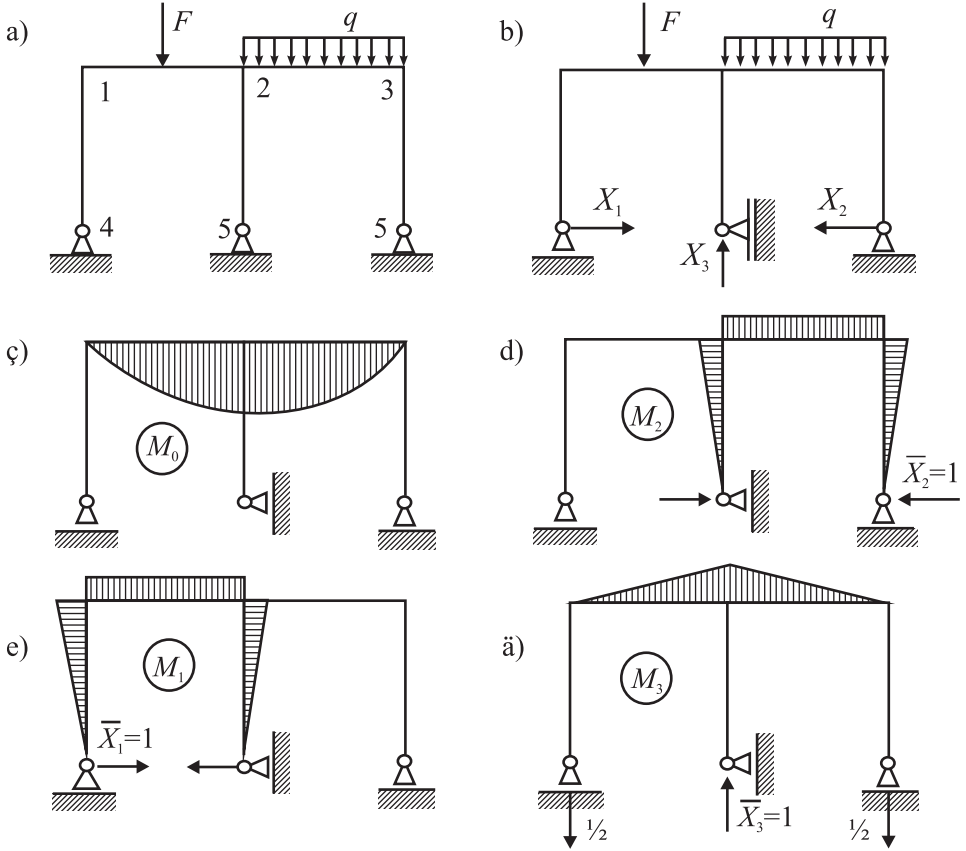 a)
F
q
1
2
3
4
5
5
b)
F
q
X₁
X₂
X₃
ç)
M₀
d)
M₂
X̅₂=1
e)
M₁
X̅₁=1
ä)
M₃
X̅₃=1
½
½